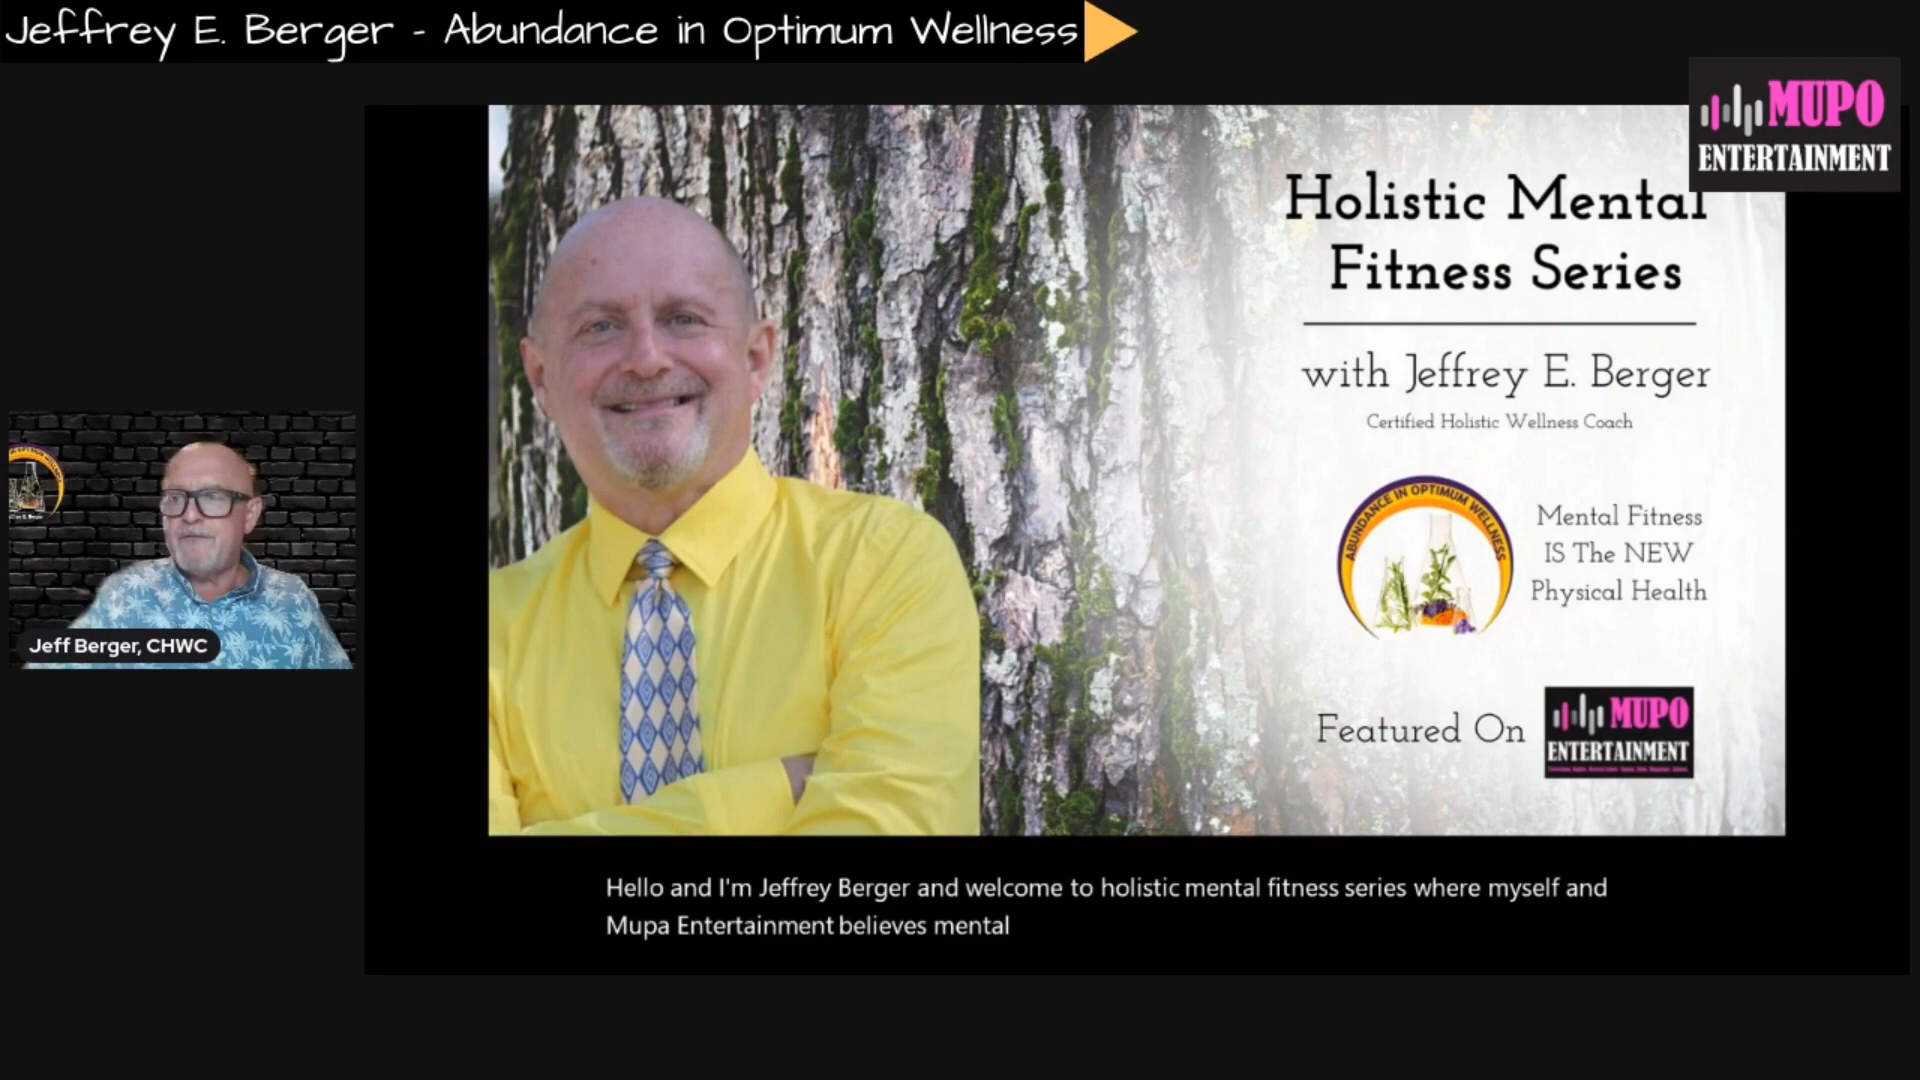 Jeffrey E. Berger - Abundance in Optimum Wellness
MUPO
ENTERTAINMENT
Holistic Mental
Fitness Series
with Jeffrey E. Berger
Certified Holistic Wellness Coach
ABUNDANCE IN OPTIMUM WELLNESS
Mental Fitness
IS The NEW
Physical Health
Featured On
MUPO
ENTERTAINMENT
Jeff Berger, CHWC
Hello and I'm Jeffrey Berger and welcome to holistic mental fitness series where myself and
Mupa Entertainment believes mental